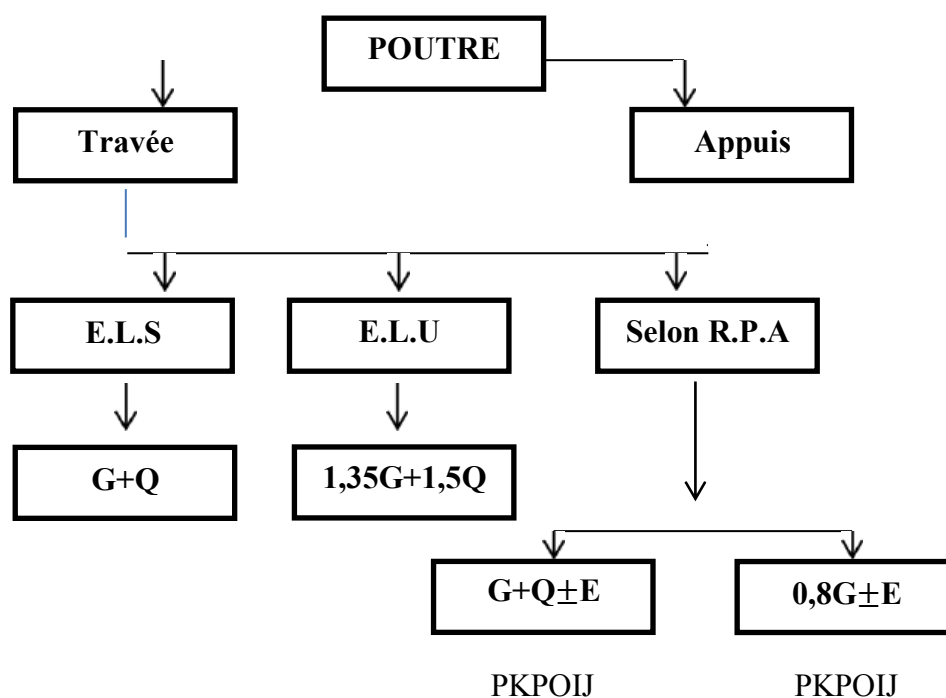 POUTRE
Travée
Appuis
E.L.S
E.L.U
Selon R.P.A
G+Q
1,35G+1,5Q
G+Q±E
0,8G±E
PKPOIJ
PKPOIJ